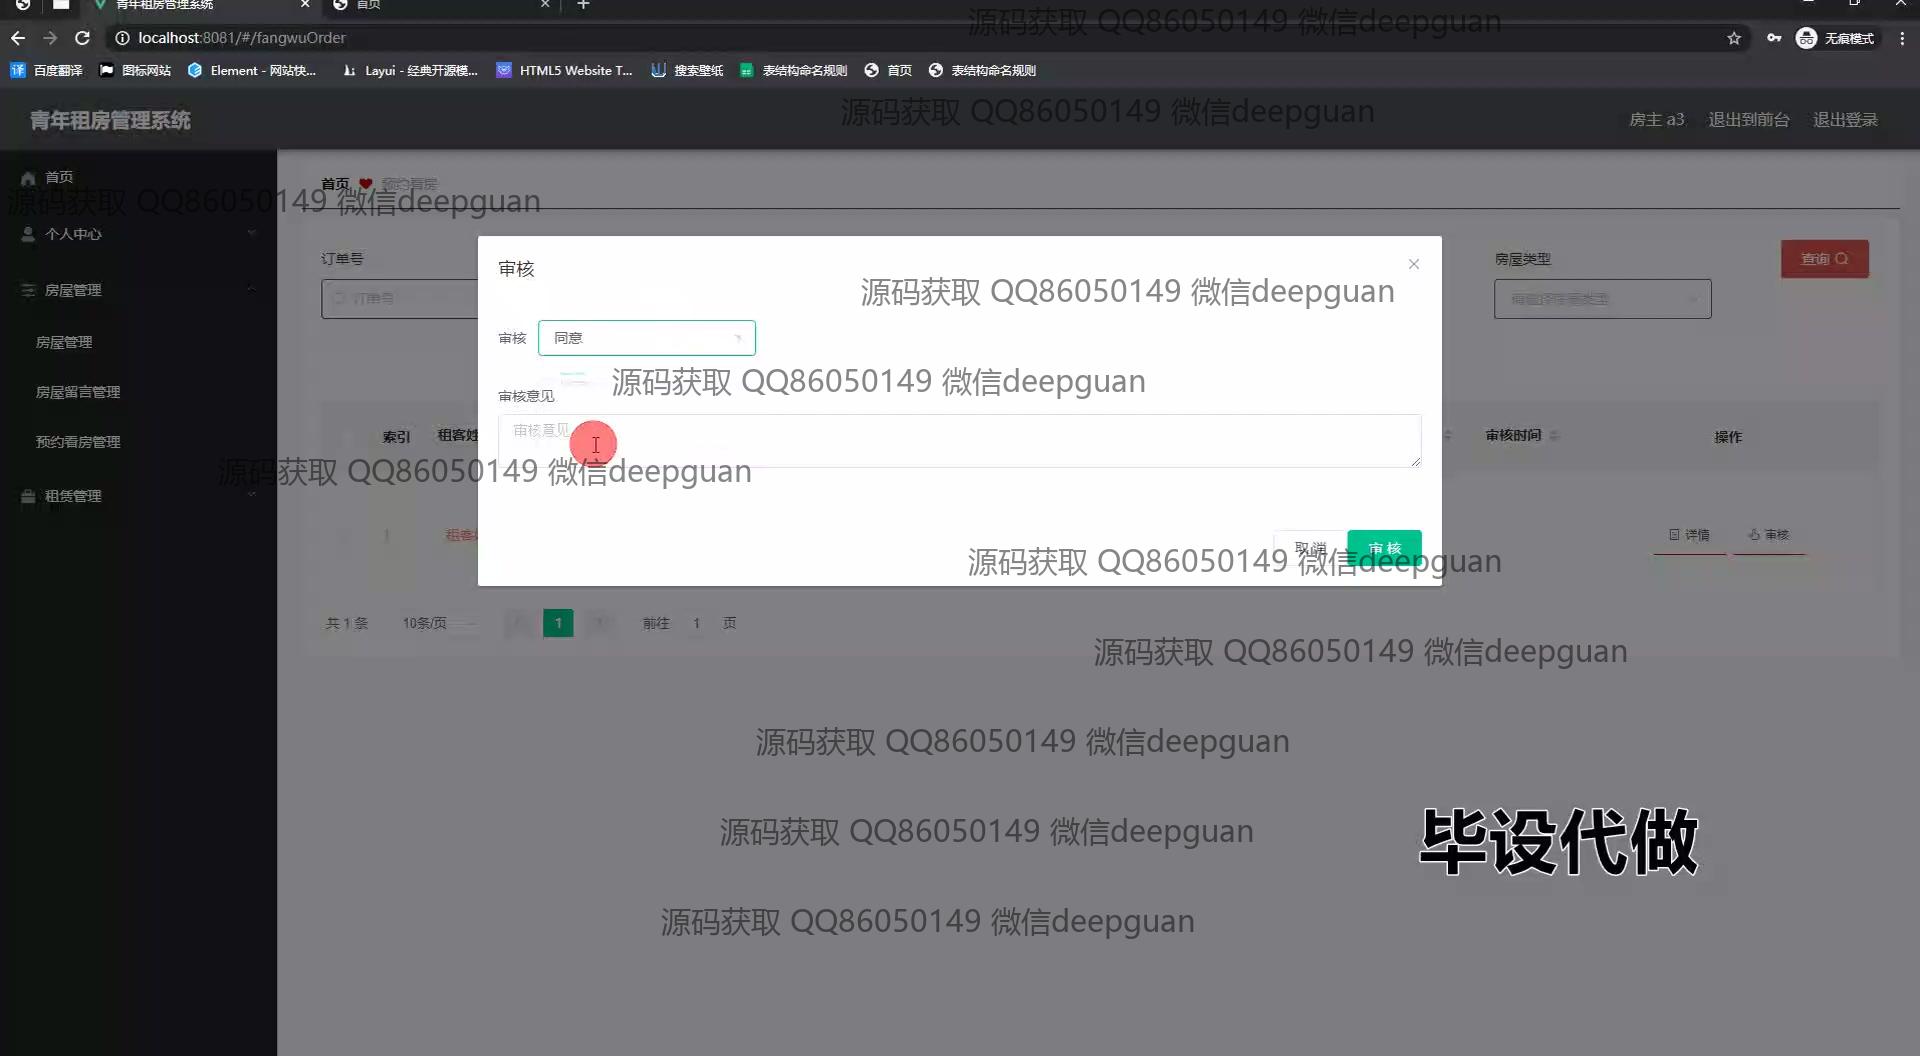 青年租房管理系统
首页
localhost:8081/#/fangwuOrder
无痕模式
百度翻译
图标网站
Element - 网站快...
Layui - 经典开源模...
HTML5 Website T...
搜索壁纸
表结构命名规则
首页
表结构命名规则
源码获取 QQ86050149 微信deepguan
源码获取 QQ86050149 微信deepguan
青年租房管理系统
房主 a3
退出到前台
退出登录
首页
个人中心
房屋管理
房屋管理
房屋留言管理
预约看房管理
租赁管理
首页
预约看房
源码获取 QQ86050149 微信deepguan
订单号
订单号
房屋类型
请选择房屋类型
查询
审核
源码获取 QQ86050149 微信deepguan
审核
同意
源码获取 QQ86050149 微信deepguan
审核意见
审核意见
索引
租客姓
审核时间
操作
源码获取 QQ86050149 微信deepguan
1
租客
详情
审核
取消
审核
源码获取 QQ86050149 微信deepguan
共 1 条
10条/页
1
前往
1
页
源码获取 QQ86050149 微信deepguan
源码获取 QQ86050149 微信deepguan
源码获取 QQ86050149 微信deepguan
毕设代做
源码获取 QQ86050149 微信deepguan